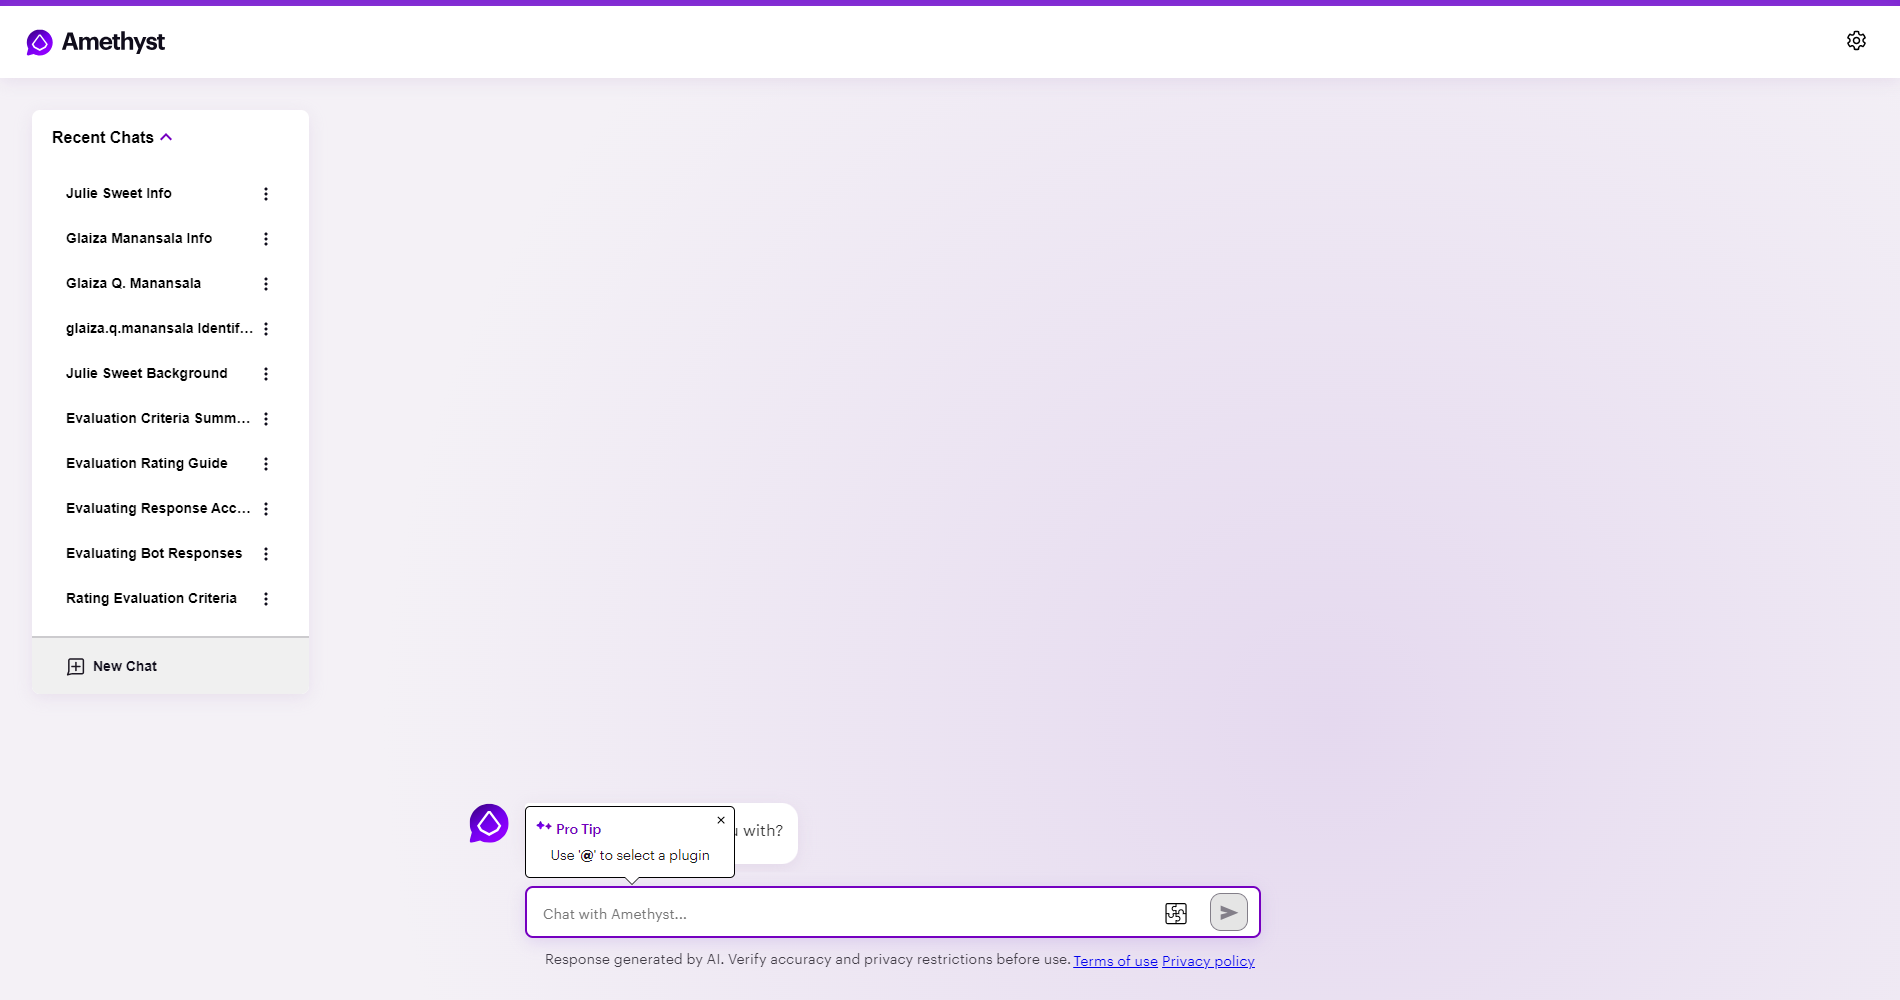 Amethyst
Recent Chats
Julie Sweet Info
Glaiza Manansala Info
Glaiza Q. Manansala
glaiza.q.manansala Identif...
Julie Sweet Background
Evaluation Criteria Summ...
Evaluation Rating Guide
Evaluating Response Acc...
Evaluating Bot Responses
Rating Evaluation Criteria
New Chat
with?
Pro Tip
Use '@' to select a plugin
Chat with Amethyst...
Response generated by AI. Verify accuracy and privacy restrictions before use. Terms of use Privacy policy